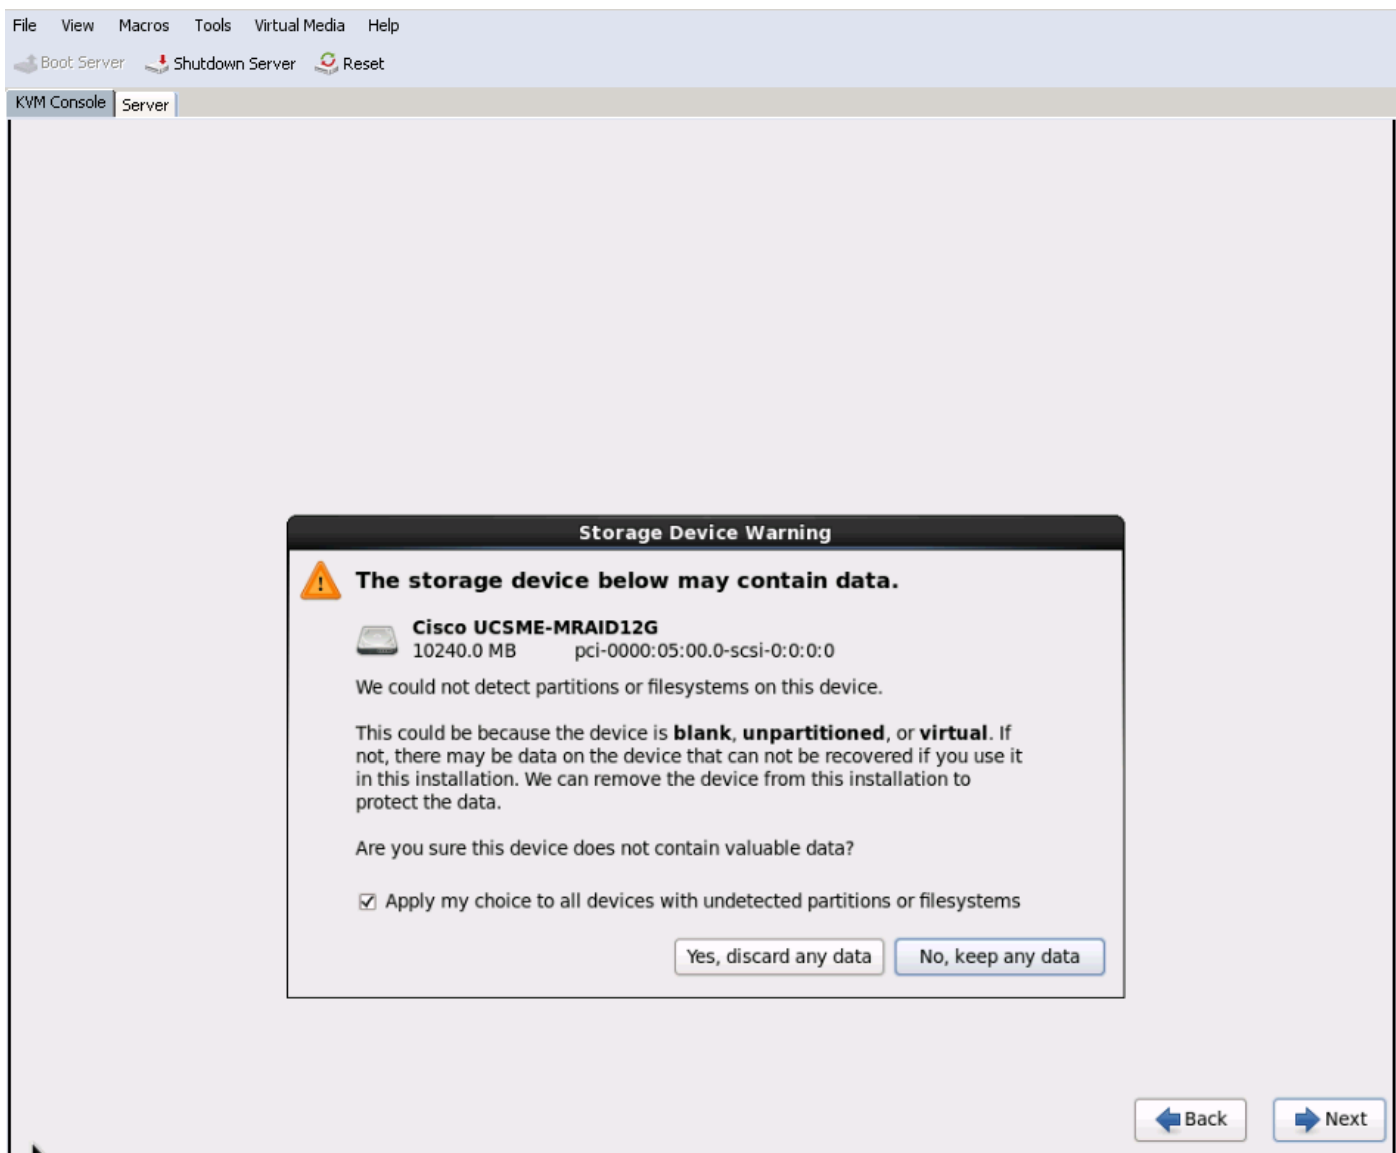 File View Macros Tools Virtual Media Help
Boot Server Shutdown Server Reset
KVM Console Server
Storage Device Warning
The storage device below may contain data.
Cisco UCSME-MRAID12G
10240.0 MB pci-0000:05:00.0-scsi-0:0:0:0
We could not detect partitions or filesystems on this device.
This could be because the device is blank, unpartitioned, or virtual. If
not, there may be data on the device that can not be recovered if you use it
in this installation. We can remove the device from this installation to
protect the data.
Are you sure this device does not contain valuable data?
Apply my choice to all devices with undetected partitions or filesystems
Yes, discard any data No, keep any data
Back Next